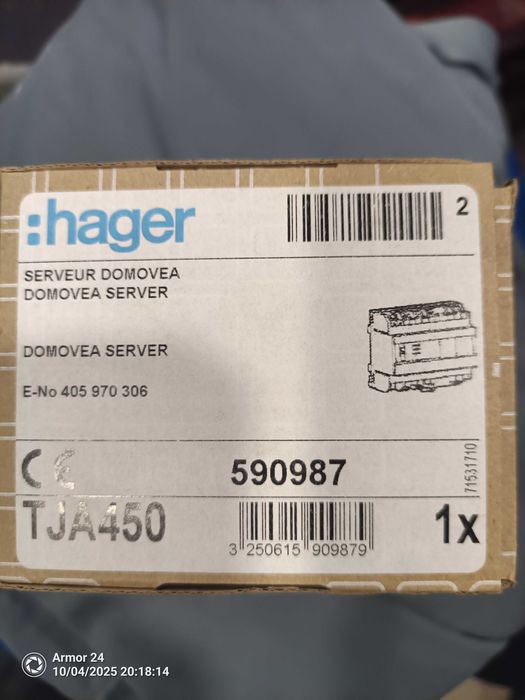 :hager
2
SERVEUR DOMOVEA
DOMOVEA SERVER
DOMOVEA SERVER
E-No 405 970 306
CE
590987
71531710
TJA450
3 250615 909879
1x
Armor 24
10/04/2025 20:18:14